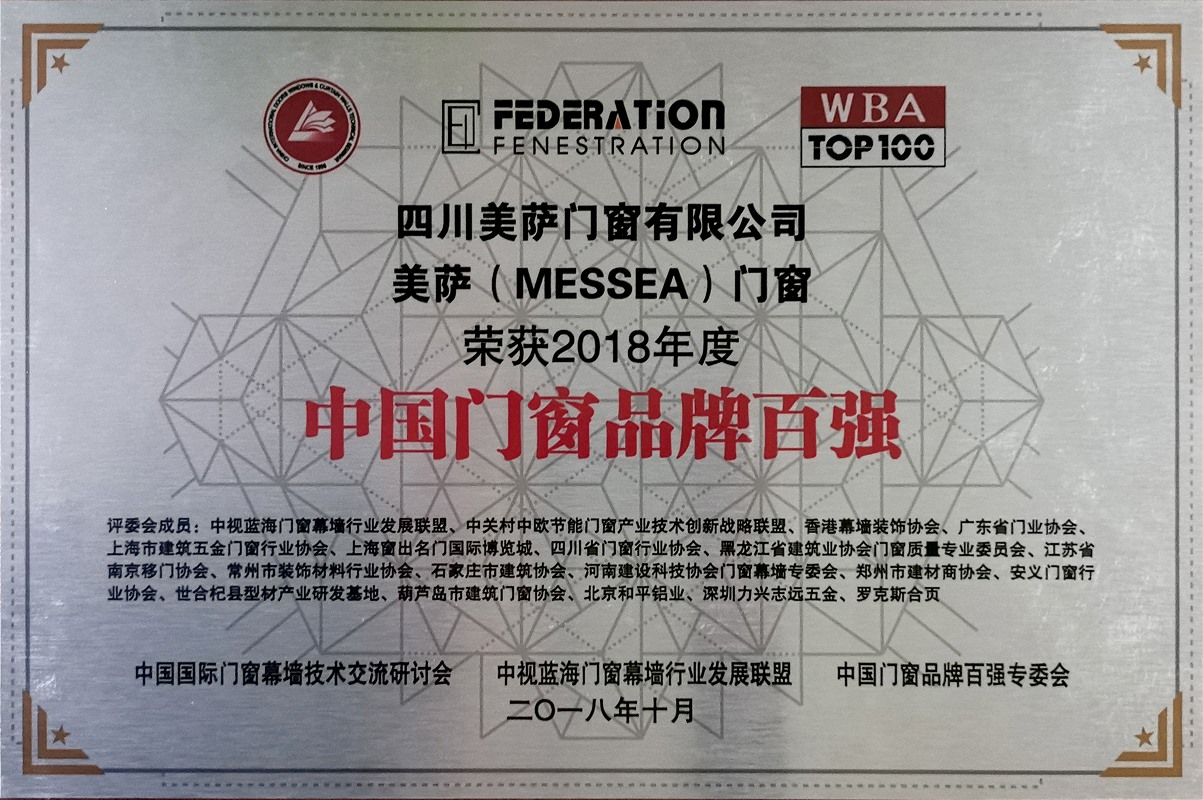 CHINA INTERNATIONAL DOORS WINDOWS & CURTAIN WALLS TECHNICAL SEMINAR
SINCE 1998
FEDERATION
FENESTRATION
WBA
TOP 100
四川美萨门窗有限公司
美萨（MESSEA）门窗
荣获2018年度
中国门窗品牌百强
评委会成员：中视蓝海门窗幕墙行业发展联盟、中关村中欧节能门窗产业技术创新战略联盟、香港幕墙装饰协会、广东省门业协会、
上海市建筑五金门窗行业协会、上海窗出名门国际博览城、四川省门窗行业协会、黑龙江省建筑业协会门窗质量专业委员会、江苏省
南京移门协会、常州市装饰材料行业协会、石家庄市建筑协会、河南建设科技协会门窗幕墙专委会、郑州市建材商协会、安义门窗行
业协会、世合杞县型材产业研发基地、葫芦岛市建筑门窗协会、北京和平铝业、深圳力兴志远五金、罗克斯合页
中国国际门窗幕墙技术交流研讨会 中视蓝海门窗幕墙行业发展联盟 中国门窗品牌百强专委会
二〇一八年十月